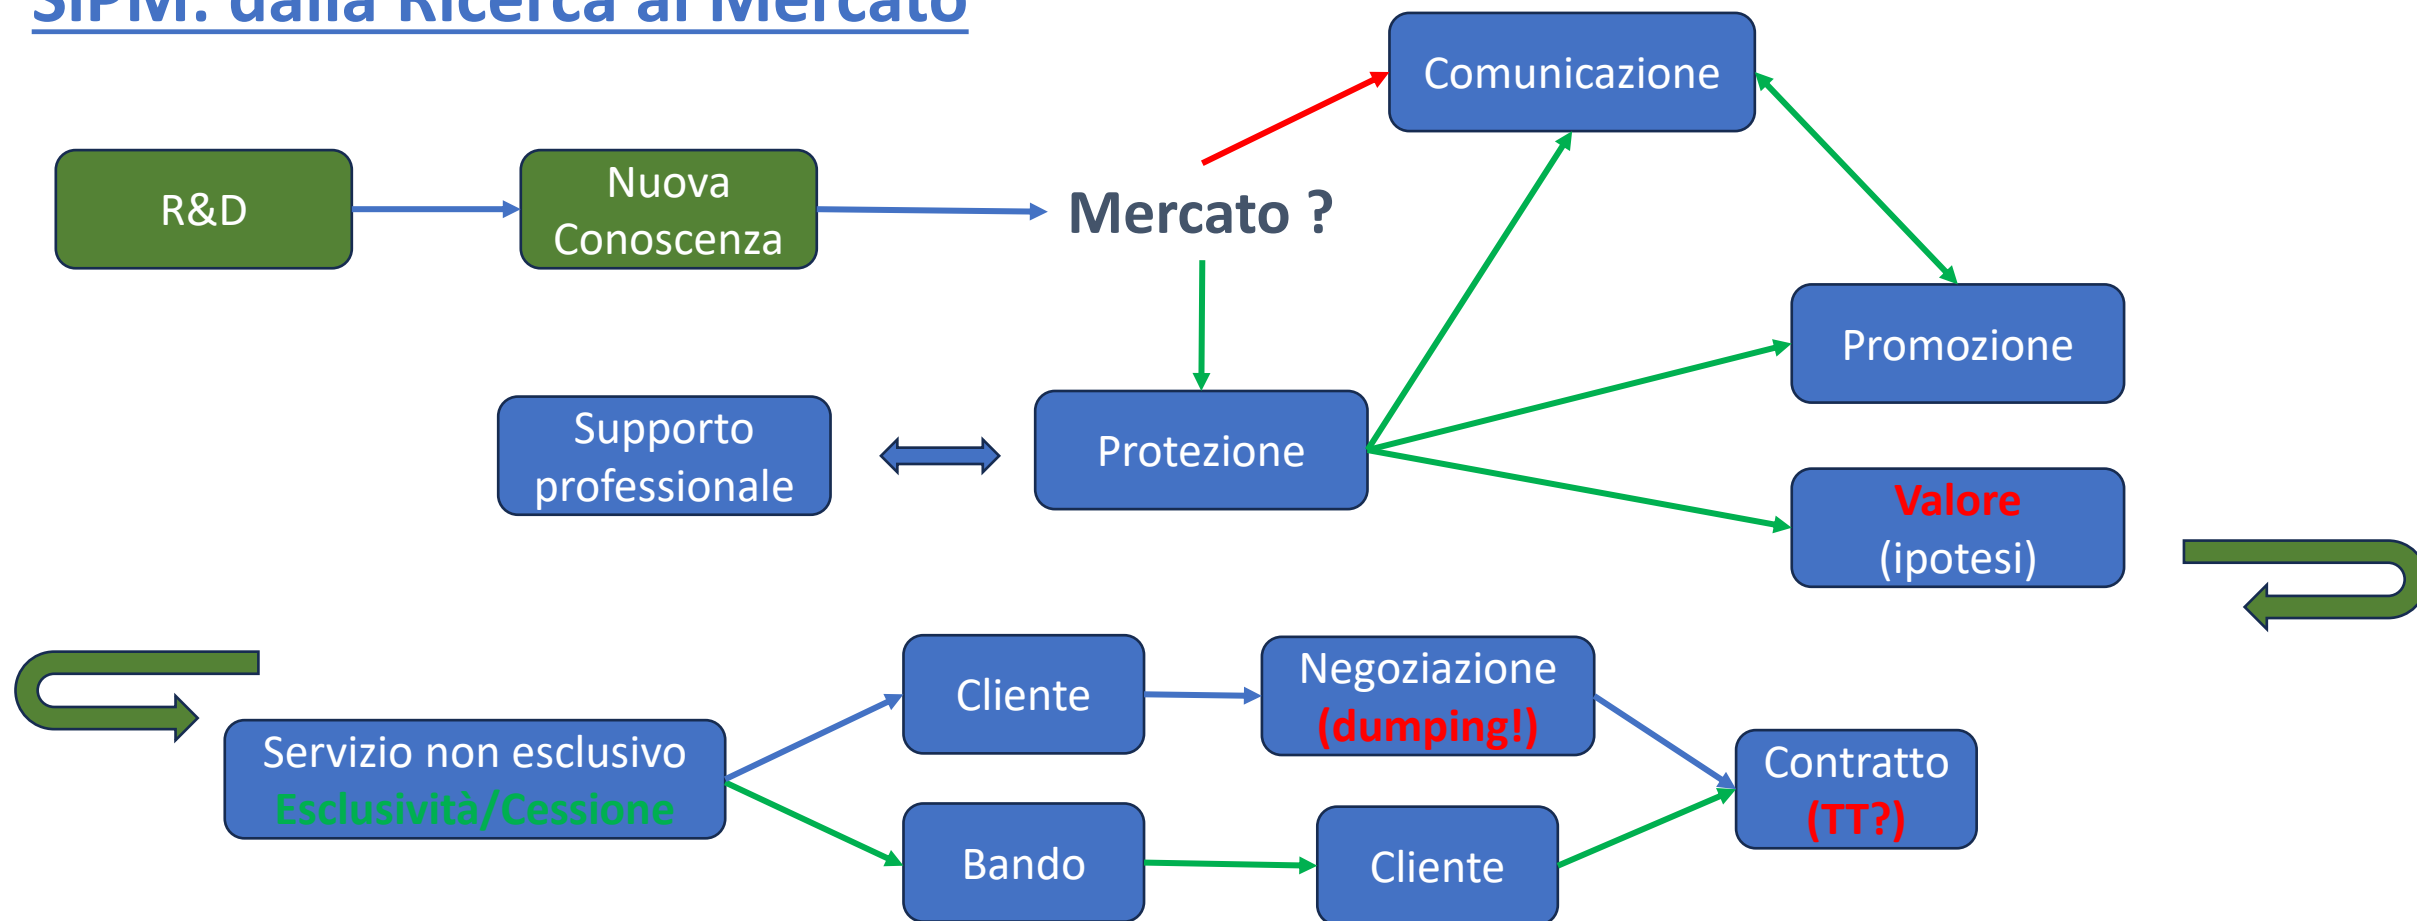 SiPM: dalla Ricerca al Mercato
Comunicazione
R&D
Nuova
Conoscenza
Mercato ?
Promozione
Supporto
professionale
Protezione
Valore
(ipotesi)
Cliente
Negoziazione
(dumping!)
Servizio non esclusivo
Esclusività/Cessione
Contratto
(TT?)
Bando
Cliente